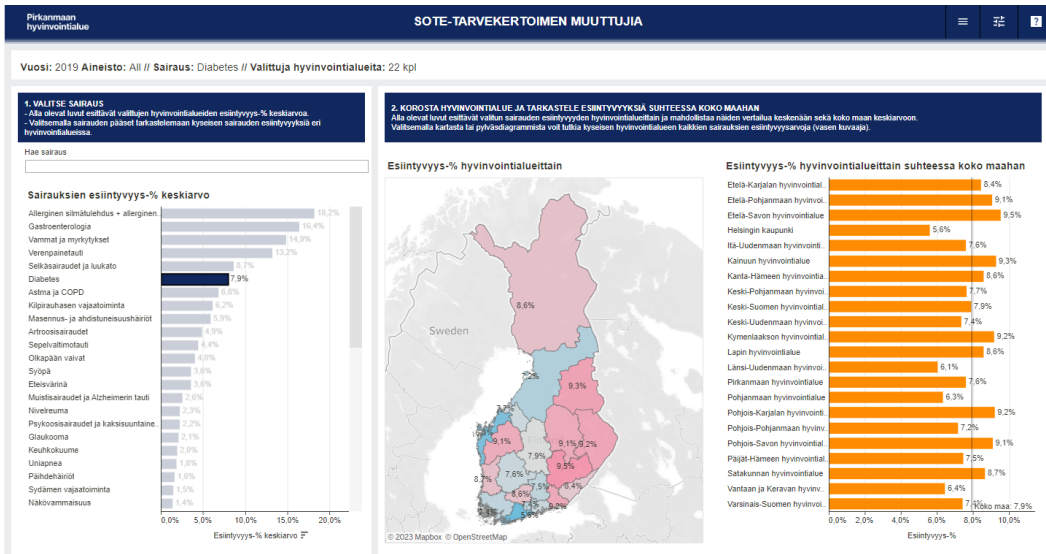 Pirkanmaan
hyvinvointialue
SOTE-TARVEKERTOIMEN MUUTTUJIA
Vuosi: 2019 Aineisto: All // Sairaus: Diabetes // Valittuja hyvinvointialueita: 22 kpl
1. VALITSE SAIRAUS
- Alla olevat luvut esittävät valittujen hyvinvointialueiden esiintyvyys-% keskiarvoa.
- Valitsemalla sairauden pääset tarkastelemaan kyseisen sairauden esiintyvyyksiä eri
hyvinvointialueissa.
Hae sairaus
Sairauksien esiintyvyys-% keskiarvo
Allerginen silmätulehdus + allerginen.. 18,2%
Gastroenterologia 16,4%
Vammat ja myrkytykset 14,9%
Verenpainetauti 13,2%
Selkäsairaudet ja luukato 8,7%
Diabetes 7,9%
Astma ja COPD 6,8%
Kilpirauhasen vajaatoiminta 6,2%
Masennus- ja ahdistuneisuushäiriöt 5,9%
Artroosisairaudet 4,9%
Sepelvaltimotauti 4,4%
Olkapään vaivat 4,0%
Syöpä 3,6%
Eteisvärinä 3,6%
Muistisairaudet ja Alzheimerin tauti 2,6%
Nivelreuma 2,3%
Psykoosisairaudet ja kaksisuuntaine.. 2,2%
Glaukooma 2,1%
Keuhkokuume 2,0%
Uniapnea 1,8%
Päihdehäiriöt 1,6%
Sydämen vajaatoiminta 1,5%
Näkövammaisuus 1,4%
0,0% 5,0% 10,0% 15,0% 20,0%
Esiintyvyys-% keskiarvo
2. KOROSTA HYVINVOINTIALUE JA TARKASTELE ESIINTYVYYKSIÄ SUHTEESSA KOKO MAAHAN
Alla olevat luvut esittävät valitun sairauden esiintyvyyden hyvinvointialueittain ja mahdollistaa näiden vertailua keskenään sekä koko maan keskiarvoon.
Valitsemalla kartasta tai pylväsdiagrammista voit tutkia kyseisen hyvinvointialueen kaikkien sairauksien esiintyvyysarvoja (vasen kuvaaja).
Esiintyvyys-% hyvinvointialueittain
8,6%
Sweden
7,2%
9,3%
7,7%
9,1%
9,1%
9,2%
7,9%
9,5%
7,6%
8,7%
7,5%
8,4%
8,6%
9,2%
5,6%
© 2023 Mapbox © OpenStreetMap
Esiintyvyys-% hyvinvointialueittain suhteessa koko maahan
Etelä-Karjalan hyvinvointial.. 8,4%
Etelä-Pohjanmaan hyvinvoi.. 9,1%
Etelä-Savon hyvinvointialue 9,5%
Helsingin kaupunki 5,6%
Itä-Uudenmaan hyvinvointi.. 7,6%
Kainuun hyvinvointialue 9,3%
Kanta-Hämeen hyvinvointia.. 8,6%
Keski-Pohjanmaan hyvinvoi.. 7,7%
Keski-Suomen hyvinvointial.. 7,9%
Keski-Uudenmaan hyvinvoi.. 7,4%
Kymenlaakson hyvinvointial.. 9,2%
Lapin hyvinvointialue 8,6%
Länsi-Uudenmaan hyvinvoi.. 6,1%
Pirkanmaan hyvinvointialue 7,6%
Pohjanmaan hyvinvointialue 6,3%
Pohjois-Karjalan hyvinvointi.. 9,2%
Pohjois-Pohjanmaan hyvinv.. 7,2%
Pohjois-Savon hyvinvointial.. 9,1%
Päijät-Hämeen hyvinvointial.. 7,5%
Satakunnan hyvinvointialue 8,7%
Vantaan ja Keravan hyvinv.. 6,4%
Varsinais-Suomen hyvinvoi.. 7,4%
Koko maa: 7,9%
0,0% 2,0% 4,0% 6,0% 8,0% 10,0%
Esiintyvyys-%